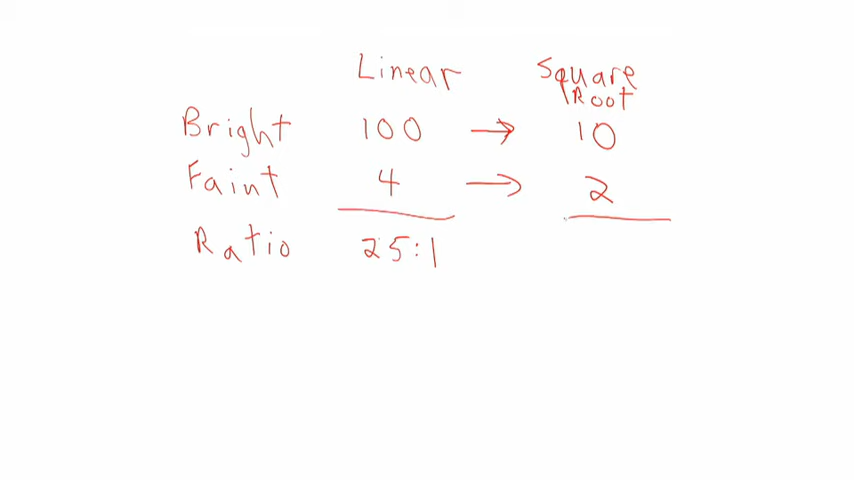 Linear Square Root
Bright 100 → 10
Faint 4 → 2
Ratio 25:1